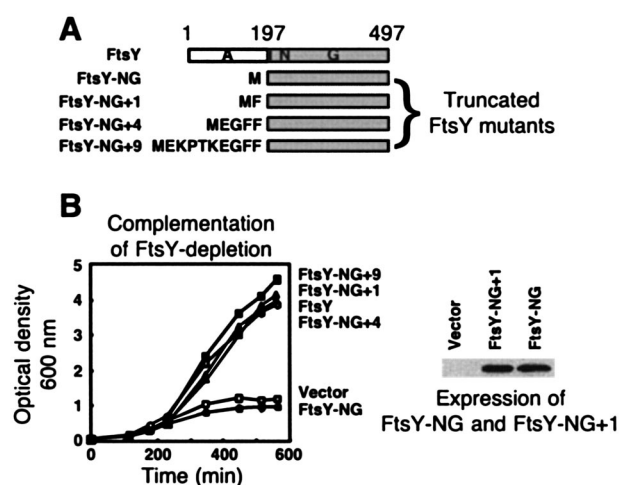 A
1 197 497
FtsY A N G
FtsY-NG M
FtsY-NG+1 MF
FtsY-NG+4 MEGFF
FtsY-NG+9 MEKPTKEGFF
Truncated
FtsY mutants
B
Complementation
of FtsY-depletion
Optical density
600 nm
5
4
3
2
1
0
0 200 400 600
Time (min)
FtsY-NG+9
FtsY-NG+1
FtsY
FtsY-NG+4
Vector
FtsY-NG
Vector
FtsY-NG+1
FtsY-NG
Expression of
FtsY-NG and FtsY-NG+1